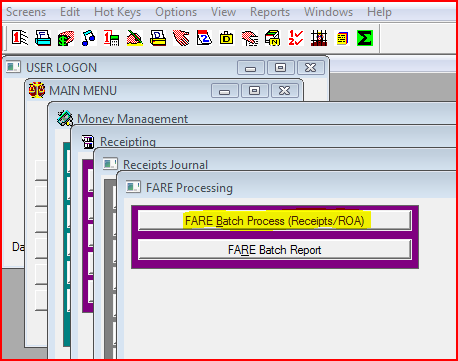 Screens Edit Hot Keys Options View Reports Windows Help
USER LOGON
MAIN MENU
Money Management
Receipting
Receipts Journal
FARE Processing
FARE Batch Process (Receipts/ROA)
FARE Batch Report
Da